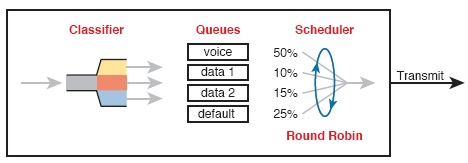 Classifier Queues Scheduler
voice 50%
data 1 10%
data 2 15%
default 25%
Transmit
Round Robin